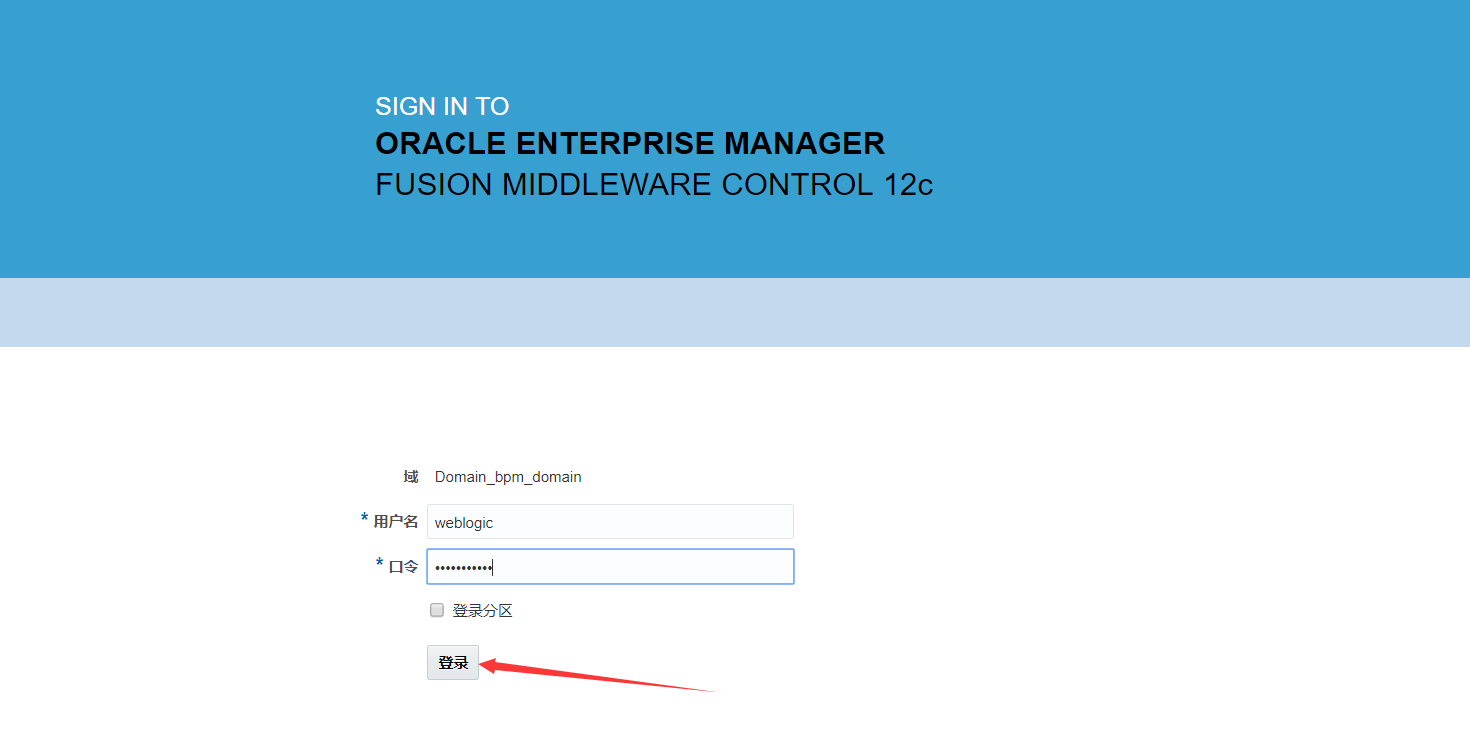 SIGN IN TO
ORACLE ENTERPRISE MANAGER
FUSION MIDDLEWARE CONTROL 12c
域 Domain_bpm_domain
* 用户名 weblogic
* 口令 •••••••••••
登录分区
登录